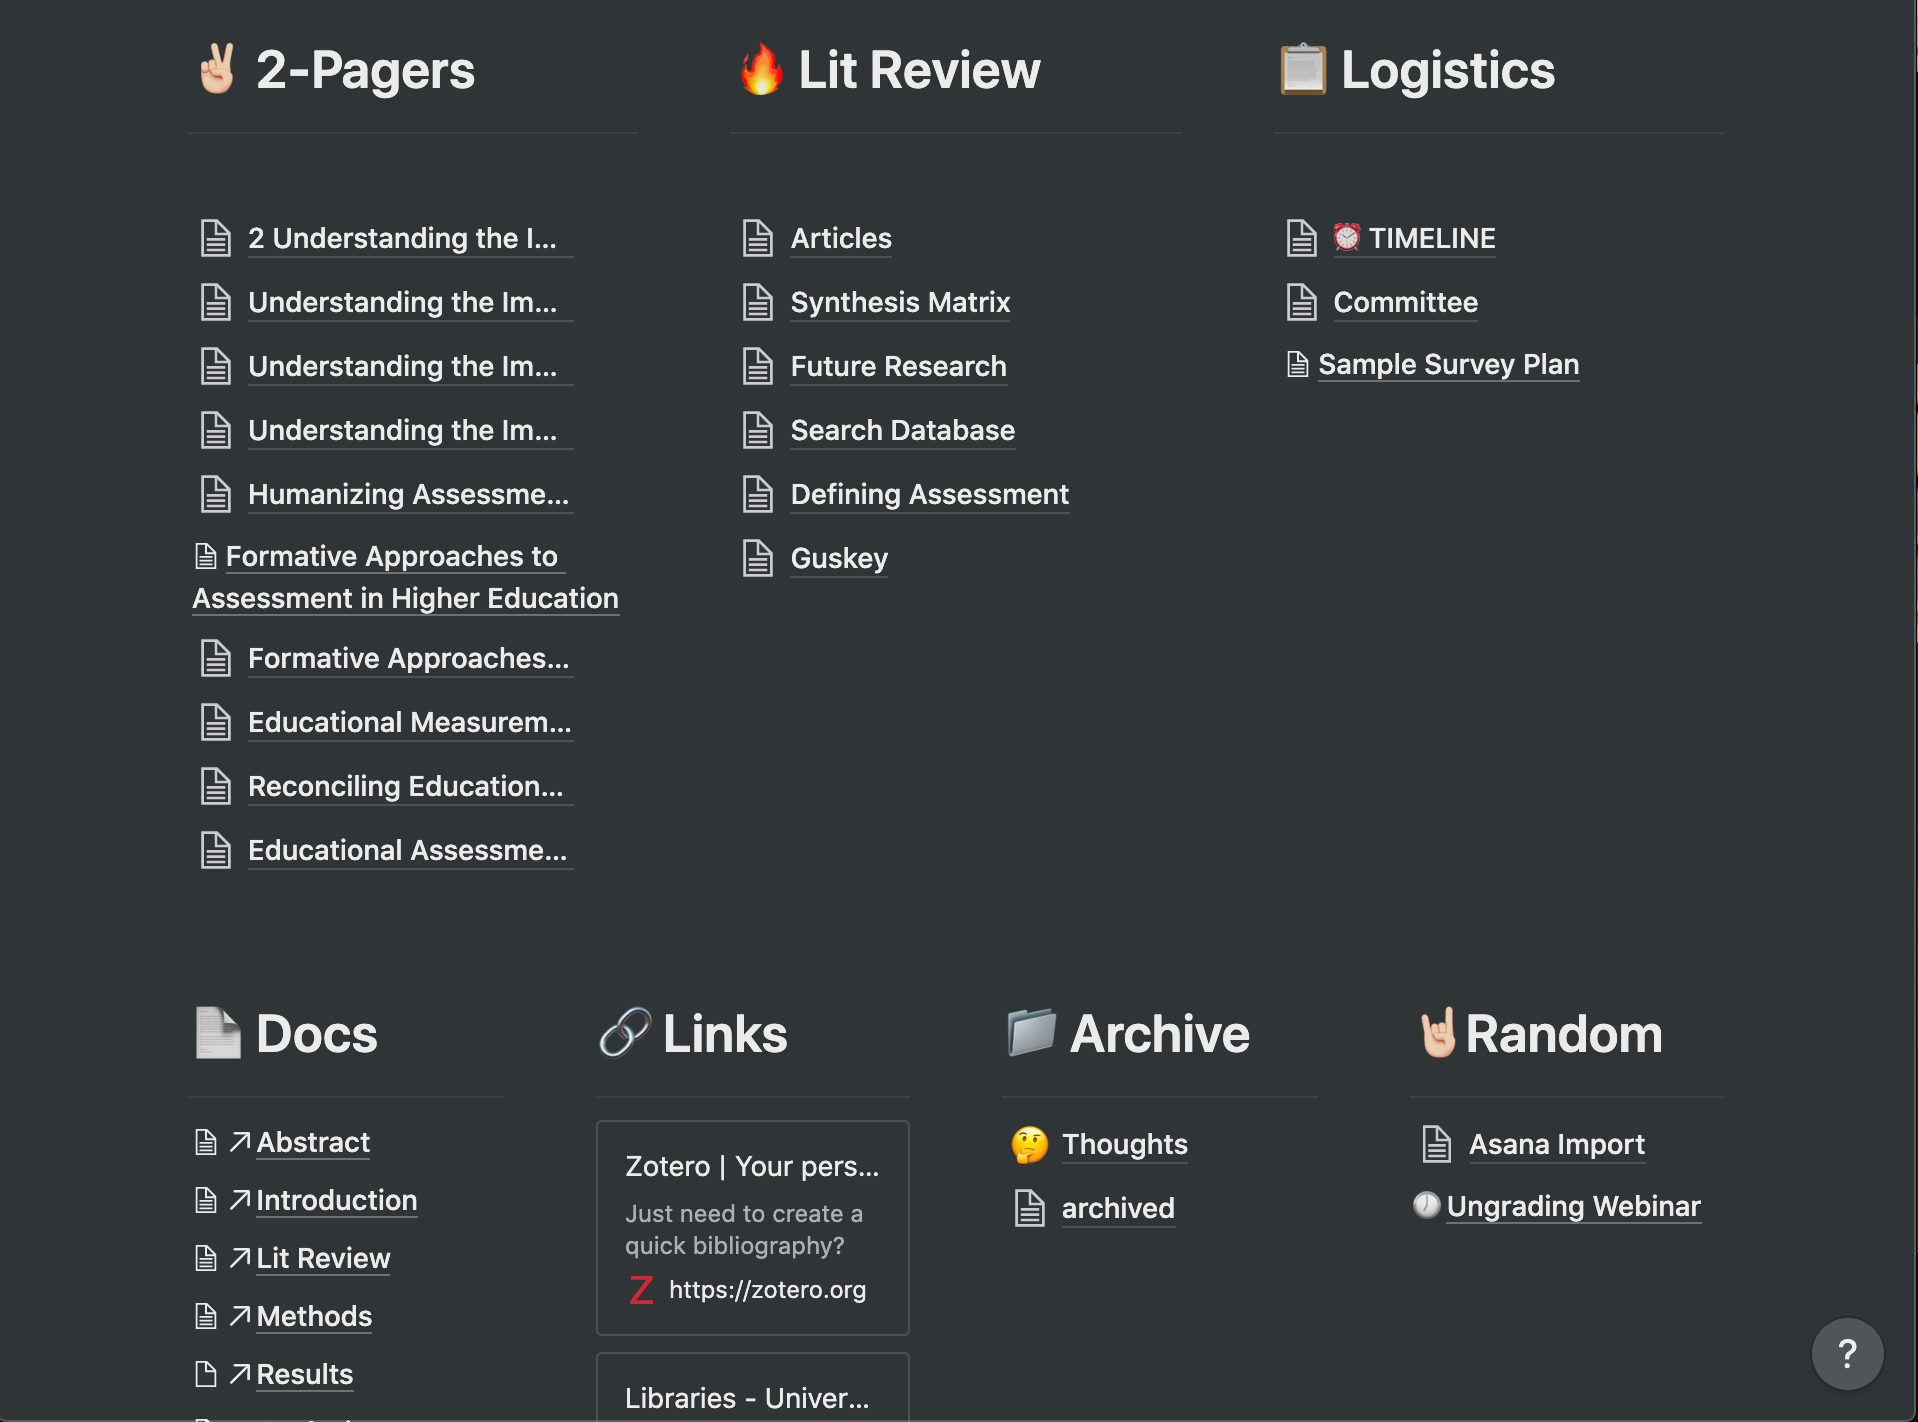 2-Pagers
2 Understanding the I...
Understanding the Im...
Understanding the Im...
Understanding the Im...
Humanizing Assessme...
Formative Approaches to
Assessment in Higher Education
Formative Approaches...
Educational Measurem...
Reconciling Education...
Educational Assessme...
Lit Review
Articles
Synthesis Matrix
Future Research
Search Database
Defining Assessment
Guskey
Logistics
TIMELINE
Committee
Sample Survey Plan
Docs
Abstract
Introduction
Lit Review
Methods
Results
Links
Zotero | Your pers...
Just need to create a
quick bibliography?
Z https://zotero.org
Libraries - Univer...
Archive
Thoughts
archived
Random
Asana Import
Ungrading Webinar
?